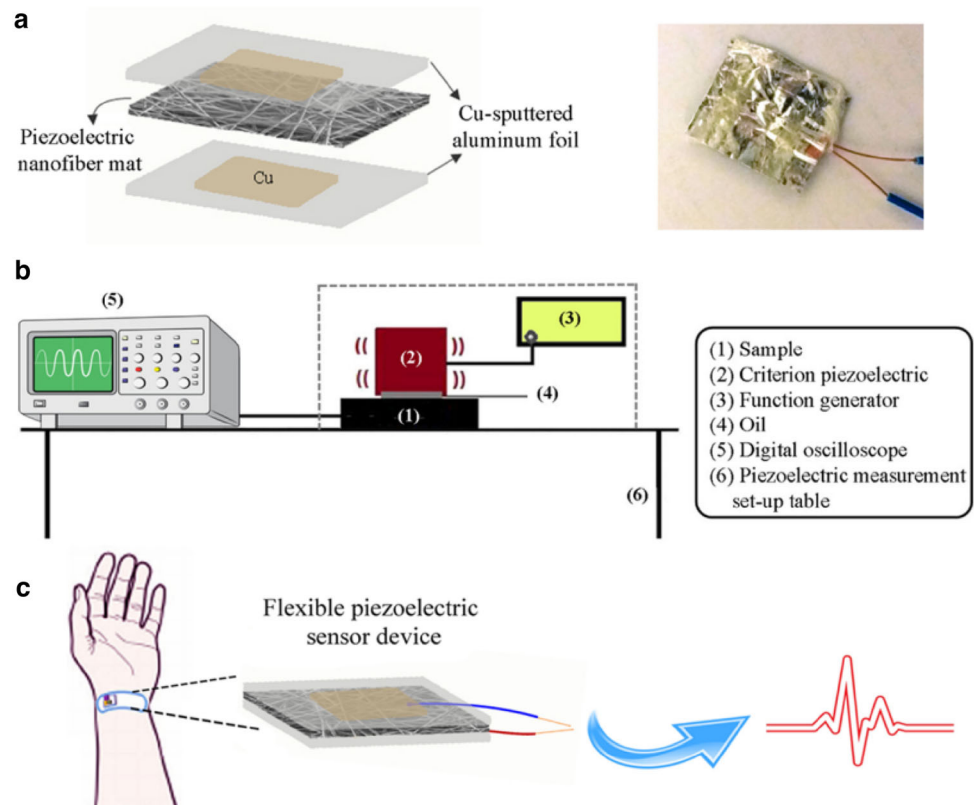 a
Piezoelectric
nanofiber mat
Cu
Cu-sputtered
aluminum foil
b
(5)
(2)
(3)
(4)
(1)
(6)
(1) Sample
(2) Criterion piezoelectric
(3) Function generator
(4) Oil
(5) Digital oscilloscope
(6) Piezoelectric measurement
set-up table
c
Flexible piezoelectric
sensor device